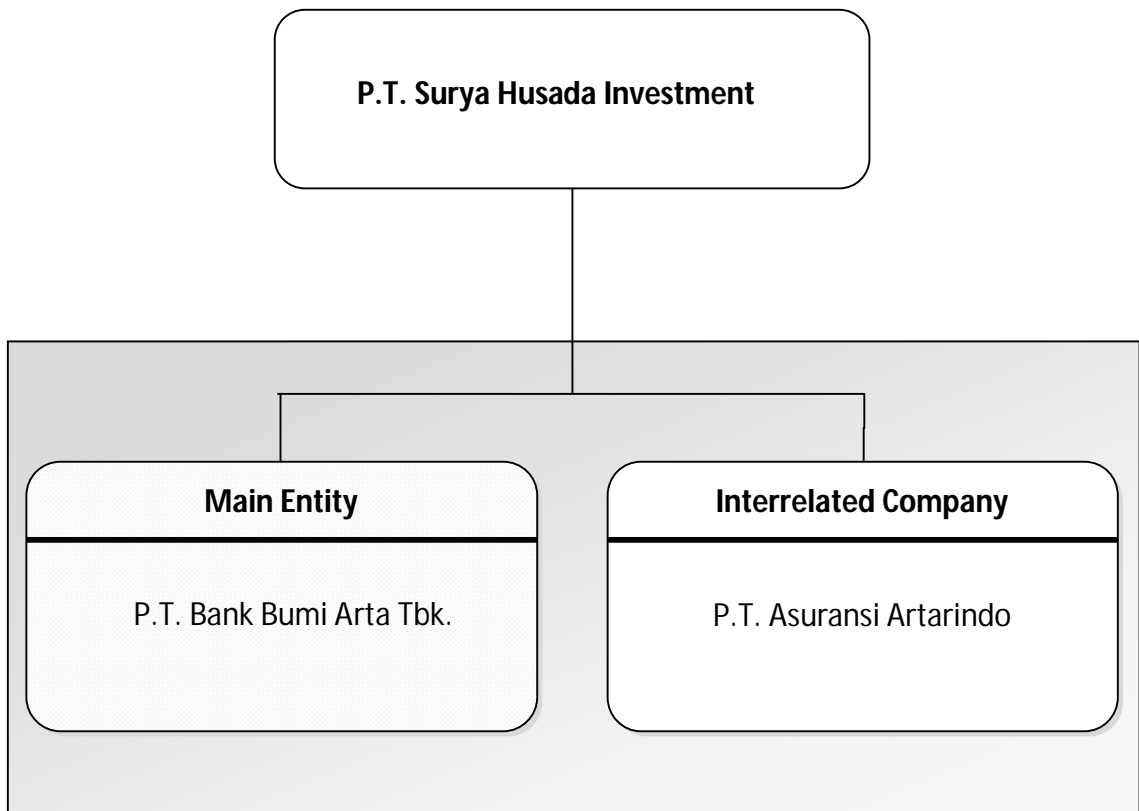 P.T. Surya Husada Investment
Main Entity
P.T. Bank Bumi Arta Tbk.
Interrelated Company
P.T. Asuransi Artarindo